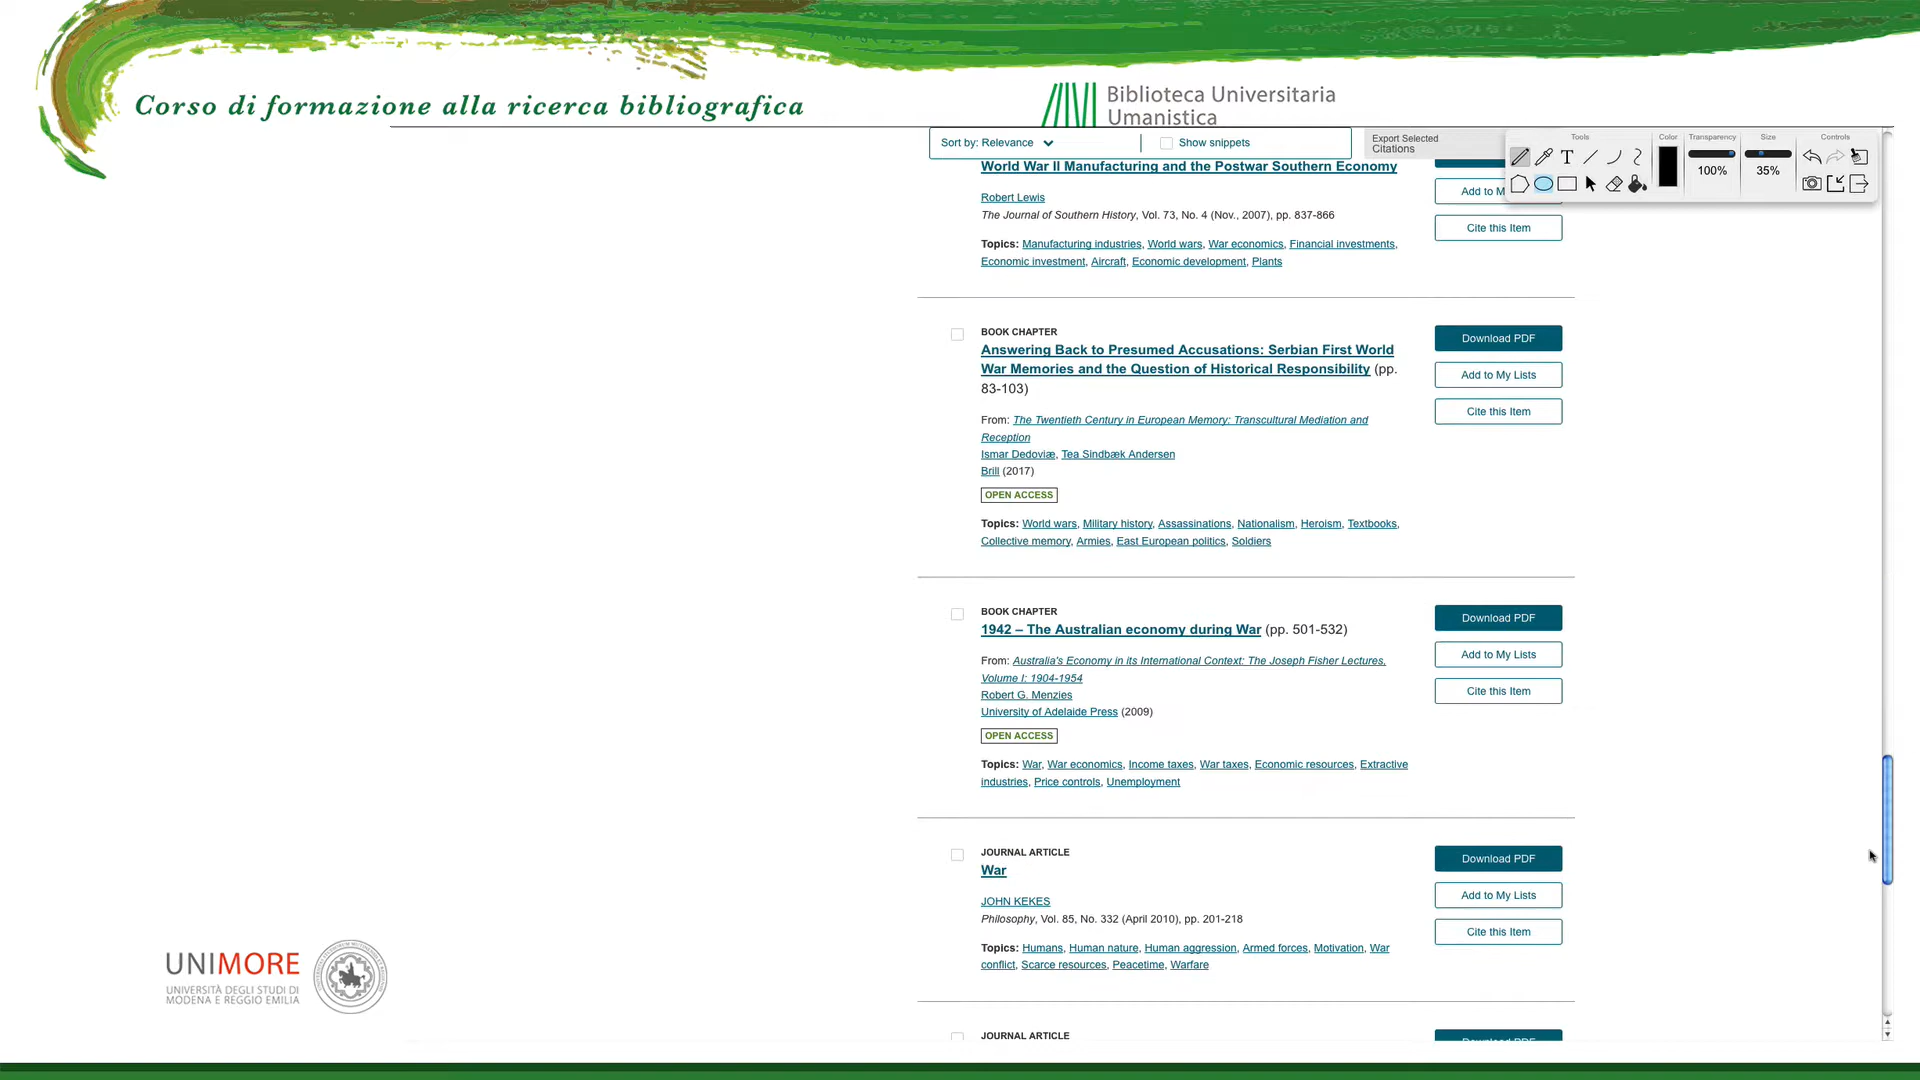 Corso di formazione alla ricerca bibliografica
Biblioteca Universitaria
Umanistica
Sort by: Relevance
Show snippets
Export Selected
Citations
Tools
Color
Transparency
Size
Controls
100%
35%
World War II Manufacturing and the Postwar Southern Economy
Add to M
Robert Lewis
The Journal of Southern History, Vol. 73, No. 4 (Nov., 2007), pp. 837-866
Cite this Item
Topics: Manufacturing industries, World wars, War economics, Financial investments,
Economic investment, Aircraft, Economic development, Plants
BOOK CHAPTER
Answering Back to Presumed Accusations: Serbian First World
War Memories and the Question of Historical Responsibility (pp.
83-103)
Download PDF
Add to My Lists
Cite this Item
From: The Twentieth Century in European Memory: Transcultural Mediation and
Reception
Ismar Dedoviæ, Tea Sindbæk Andersen
Brill (2017)
OPEN ACCESS
Topics: World wars, Military history, Assassinations, Nationalism, Heroism, Textbooks,
Collective memory, Armies, East European politics, Soldiers
BOOK CHAPTER
1942 – The Australian economy during War (pp. 501-532)
Download PDF
Add to My Lists
Cite this Item
From: Australia's Economy in its International Context: The Joseph Fisher Lectures,
Volume I: 1904-1954
Robert G. Menzies
University of Adelaide Press (2009)
OPEN ACCESS
Topics: War, War economics, Income taxes, War taxes, Economic resources, Extractive
industries, Price controls, Unemployment
JOURNAL ARTICLE
War
Download PDF
Add to My Lists
Cite this Item
JOHN KEKES
Philosophy, Vol. 85, No. 332 (April 2010), pp. 201-218
Topics: Humans, Human nature, Human aggression, Armed forces, Motivation, War
conflict, Scarce resources, Peacetime, Warfare
JOURNAL ARTICLE
Download PDF
UNIMORE
UNIVERSITÀ DEGLI STUDI DI
MODENA E REGGIO EMILIA